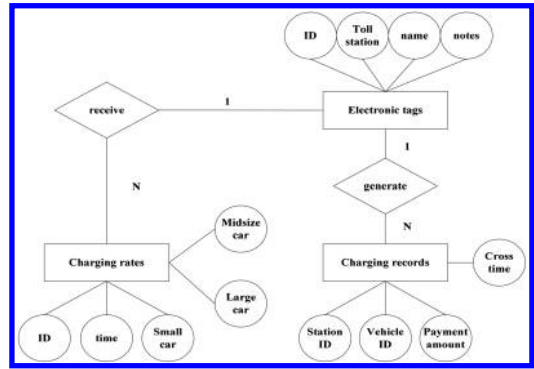 ID
Toll
station
name
notes
receive
1
Electronic tags
1
generate
N
N
Midsize
car
Charging rates
Charging records
Cross
time
Large
car
ID
time
Small
car
Station
ID
Vehicle
ID
Payment
amount